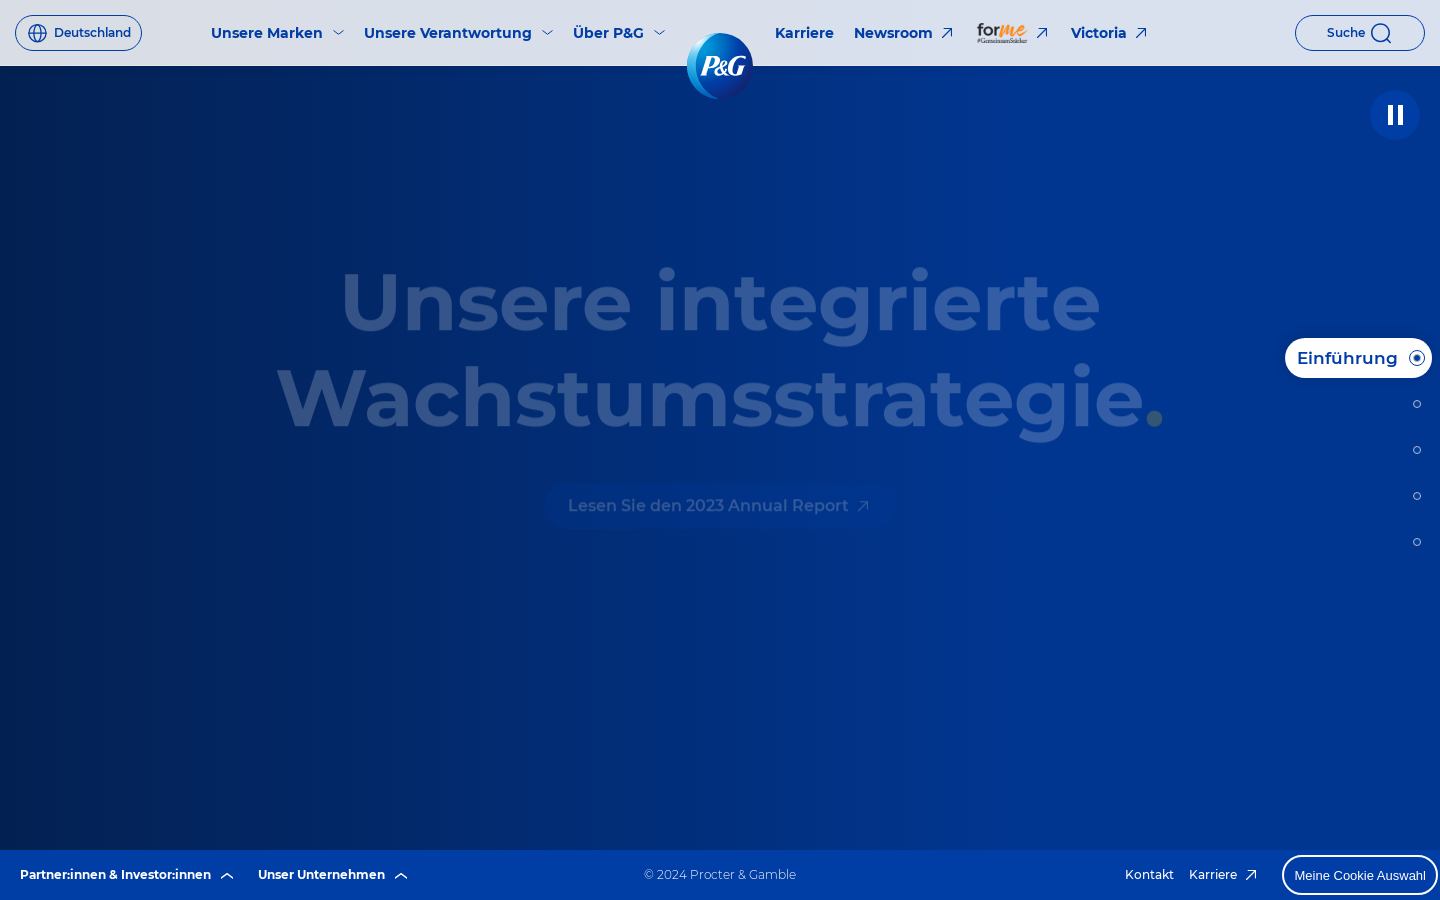 Deutschland
Unsere Marken
Unsere Verantwortung
Über P&G
P&G
Karriere
Newsroom
forme
#GemeinsamStärker
Victoria
Suche
Unsere integrierte
Wachstumsstrategie.
Lesen Sie den 2023 Annual Report
Einführung
Partner:innen & Investor:innen
Unser Unternehmen
© 2024 Procter & Gamble
Kontakt
Karriere
Meine Cookie Auswahl